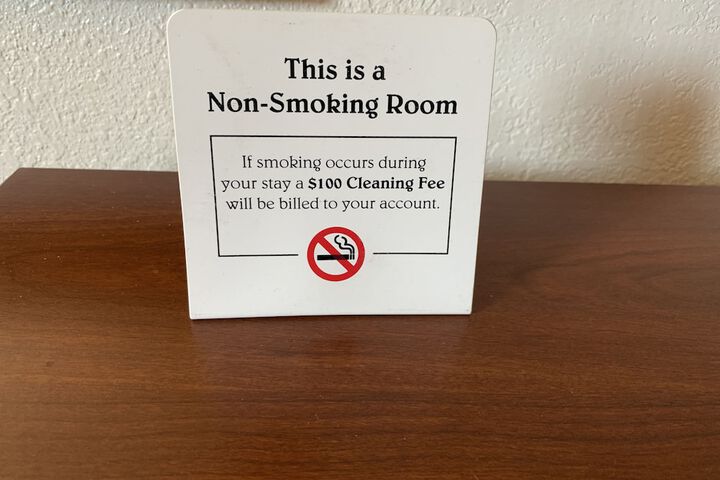 This is a
Non-Smoking Room
If smoking occurs during
your stay a $100 Cleaning Fee
will be billed to your account.